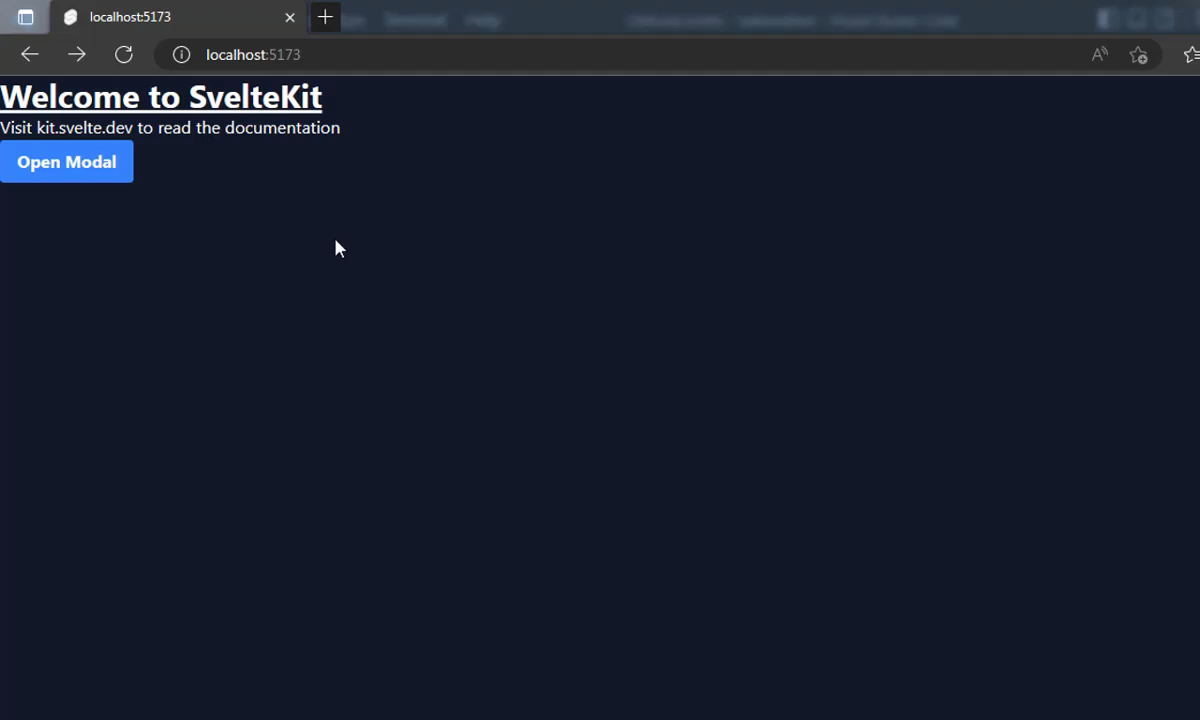 localhost:5173
localhost:5173
Welcome to SvelteKit
Visit kit.svelte.dev to read the documentation
Open Modal